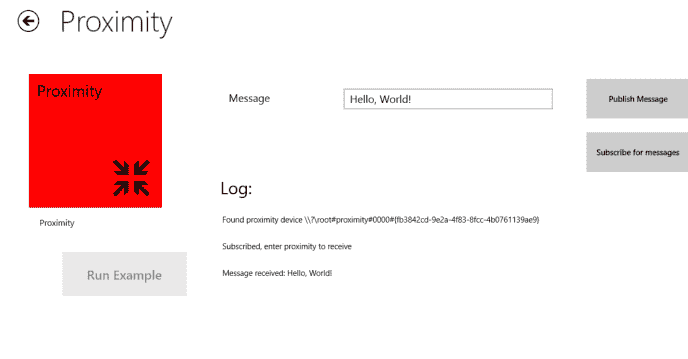 Proximity
Proximity
Message
Hello, World!
Publish Message
Subscribe for messages
Log:
Found proximity device \\?\root#proximity#0000#{fb3842cd-9e2a-4f83-8fcc-4b0761139ae9}
Proximity
Subscribed, enter proximity to receive
Run Example
Message received: Hello, World!